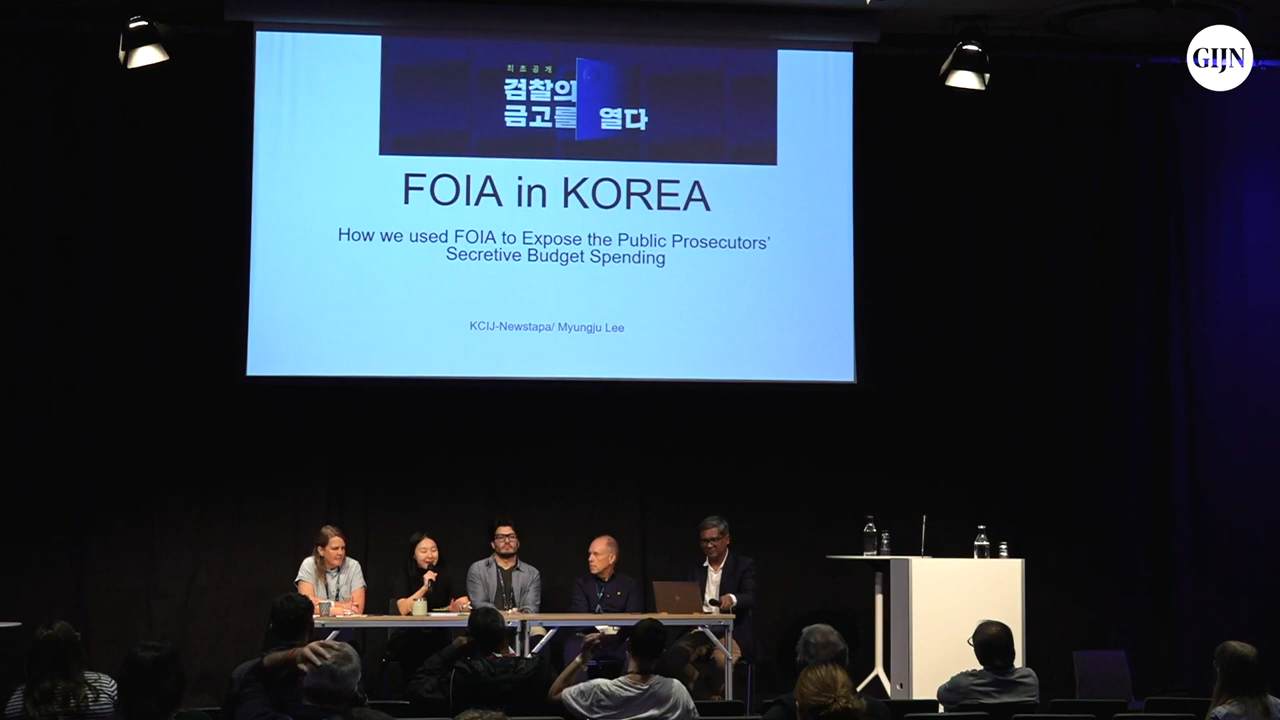 GIJN
최초공개
검찰의
금고를 열다
FOIA in KOREA
How we used FOIA to Expose the Public Prosecutors'
Secretive Budget Spending
KCIJ-Newstapa/ Myungju Lee